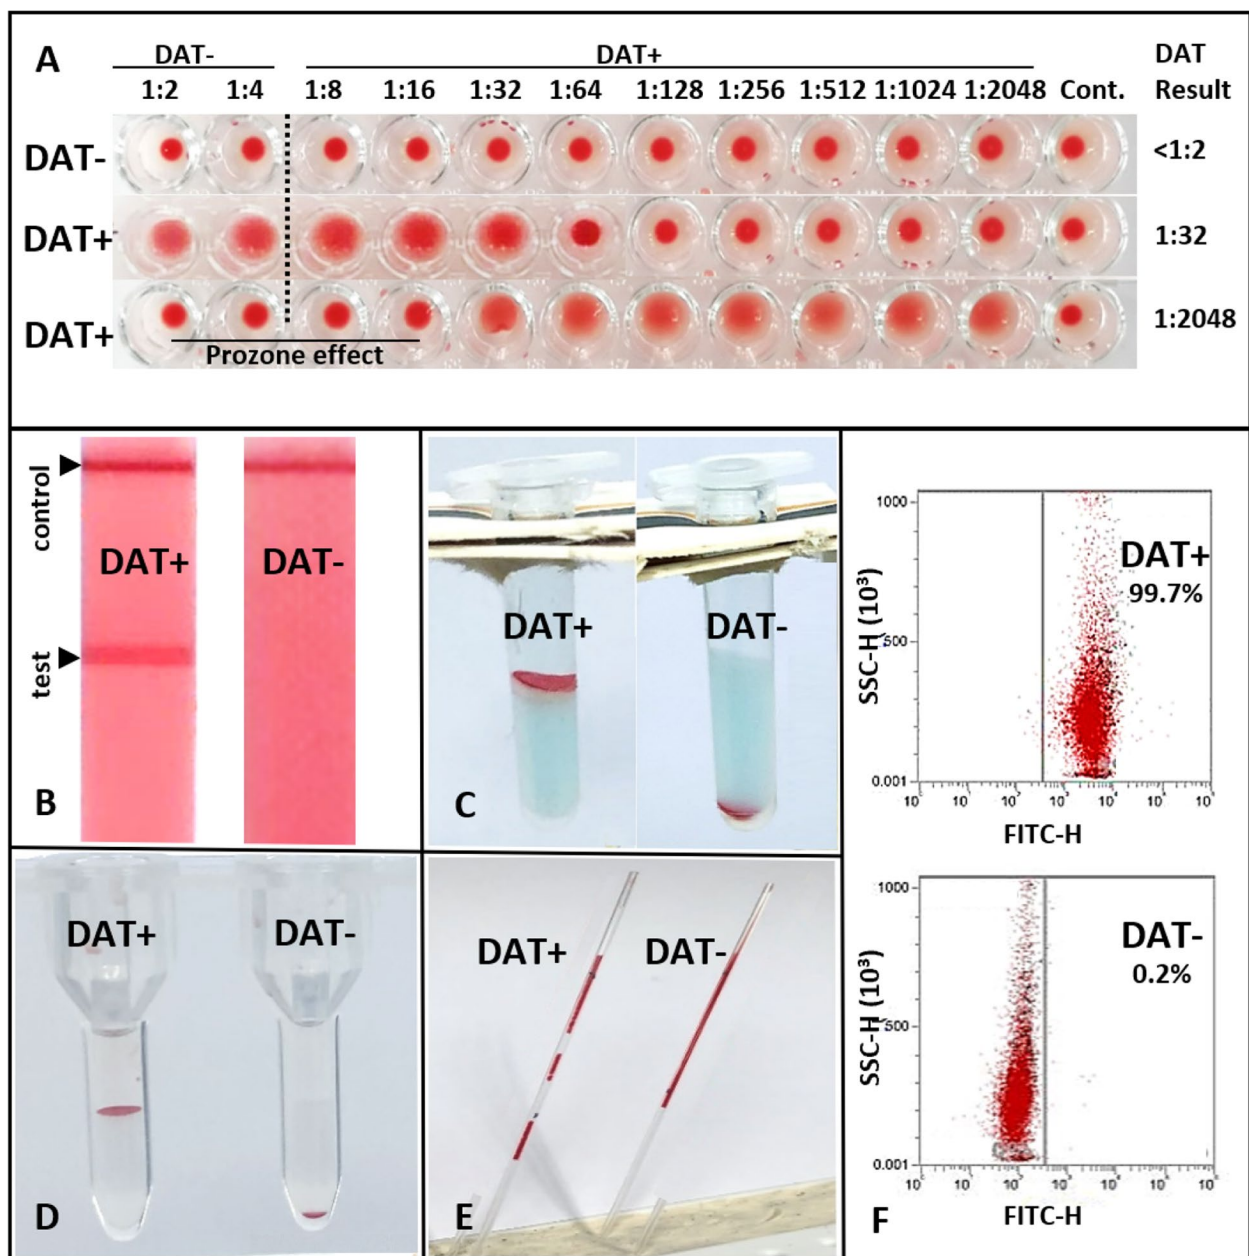 A
DAT-
DAT+
DAT
Result
1:2 1:4 1:8 1:16 1:32 1:64 1:128 1:256 1:512 1:1024 1:2048 Cont.
DAT- <1:2
DAT+ 1:32
DAT+ 1:2048
Prozone effect
control
test
DAT+ DAT-
B
DAT+ DAT-
C
DAT+ DAT-
D
DAT+ DAT-
E
1000
500
0.001
SSC-H (10³)
DAT+
99.7%
10¹ 10²
FITC-H
1000
500
0.001
SSC-H (10³)
DAT-
0.2%
FITC-H
F